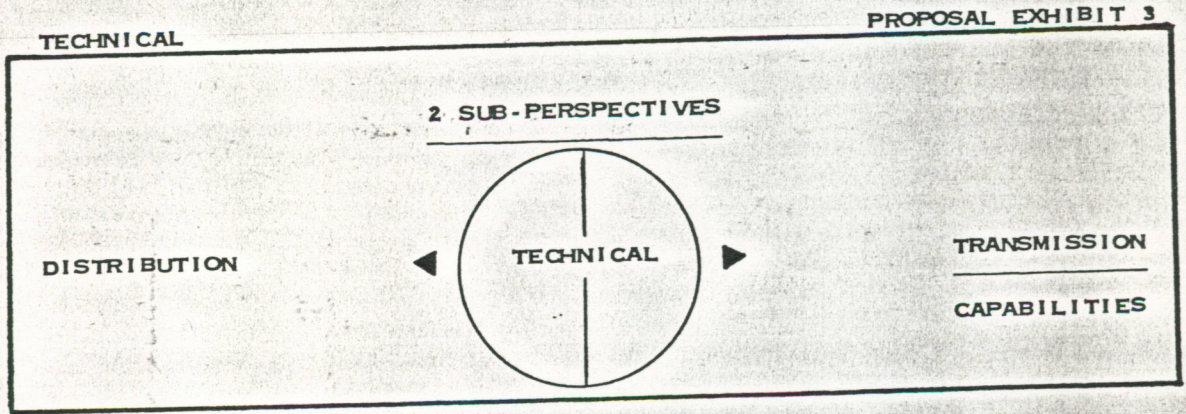 TECHNICAL
PROPOSAL EXHIBIT 3
2 SUB-PERSPECTIVES
DISTRIBUTION
TECHNICAL
TRANSMISSION
CAPABILITIES